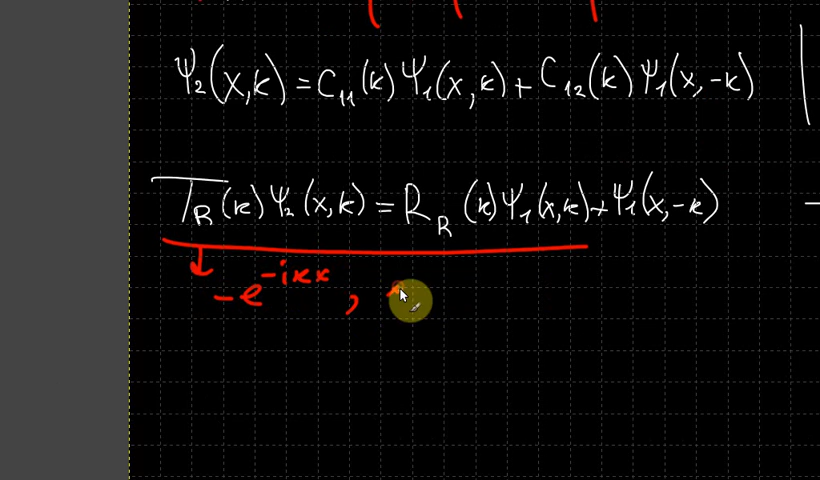 Ψ₂(x,k) = C₁₁(k)Ψ₁(x,k) + C₁₂(k)Ψ₁(x,-k)
T_R(k)Ψ₂(x,k) = R_R(k)Ψ₁(x,k) + Ψ₁(x,-k)
-e^{-ikx} ,